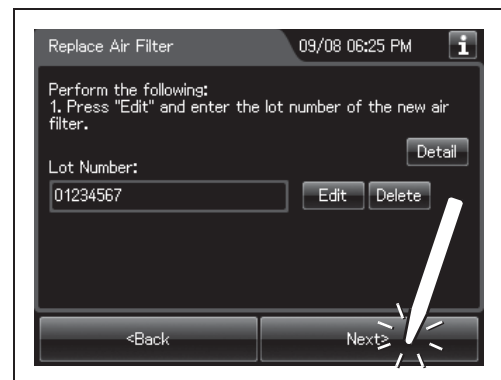 Replace Air Filter 09/08 06:25 PM i
Perform the following:
1. Press "Edit" and enter the lot number of the new air
filter.
Detail
Lot Number:
01234567 Edit Delete
<Back Next>